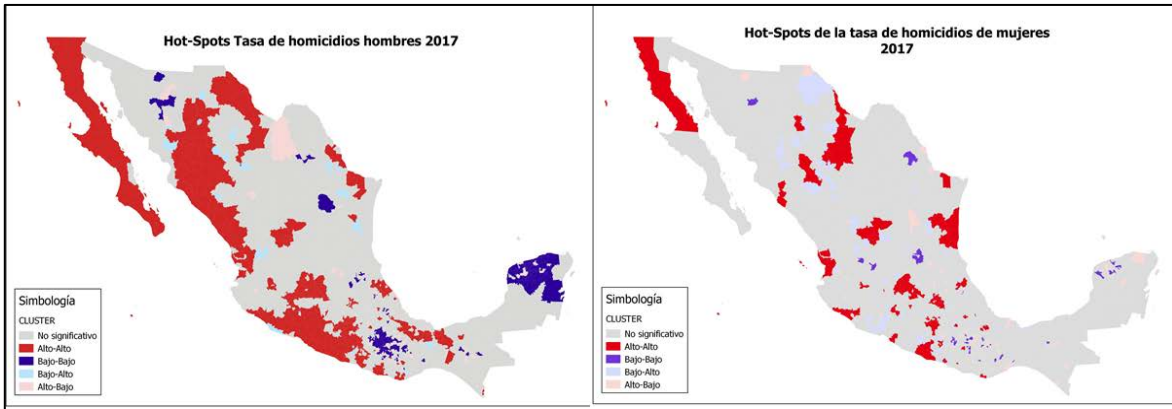 Hot-Spots Tasa de homicidios hombres 2017
Simbología
CLUSTER
No significativo
Alto-Alto
Bajo-Bajo
Bajo-Alto
Alto-Bajo
Hot-Spots de la tasa de homicidios de mujeres
2017
Simbología
CLUSTER
No significativo
Alto-Alto
Bajo-Bajo
Bajo-Alto
Alto-Bajo